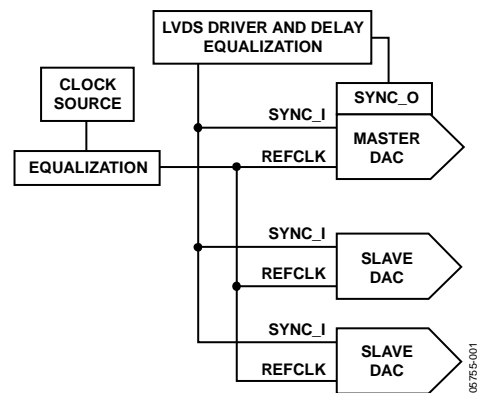 LVDS DRIVER AND DELAY
EQUALIZATION
CLOCK
SOURCE
SYNC_O
SYNC_I
MASTER
DAC
EQUALIZATION
REFCLK
SYNC_I
SLAVE
DAC
REFCLK
SYNC_I
SLAVE
DAC
REFCLK
05755-001